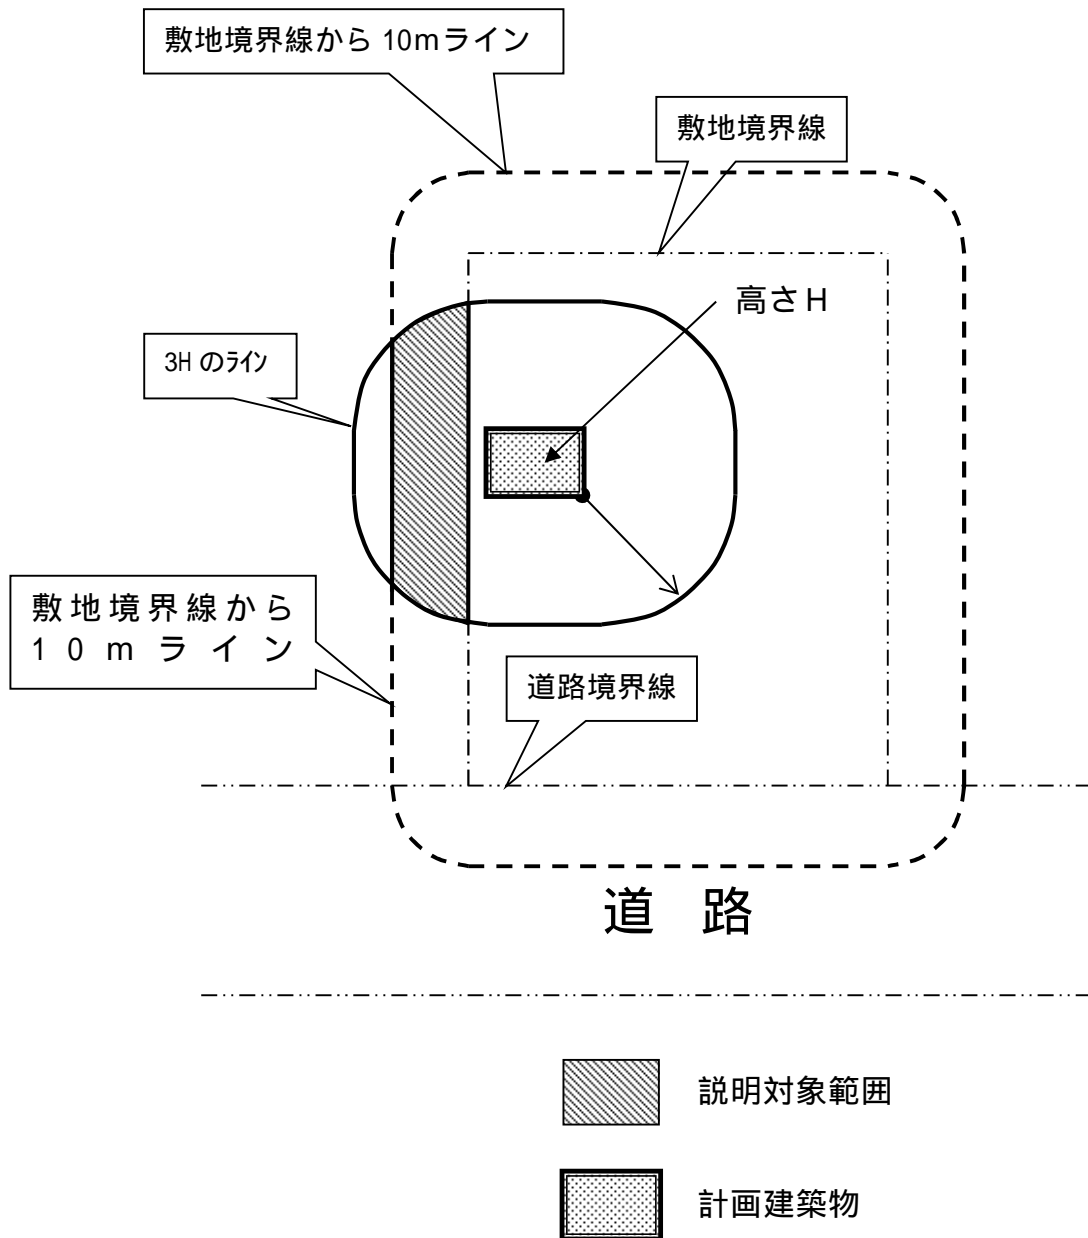 敷地境界線から 10mライン
敷地境界線
高さH
3H のﾗｲﾝ
敷地境界線から
10mライン
道路境界線
道 路
説明対象範囲
計画建築物